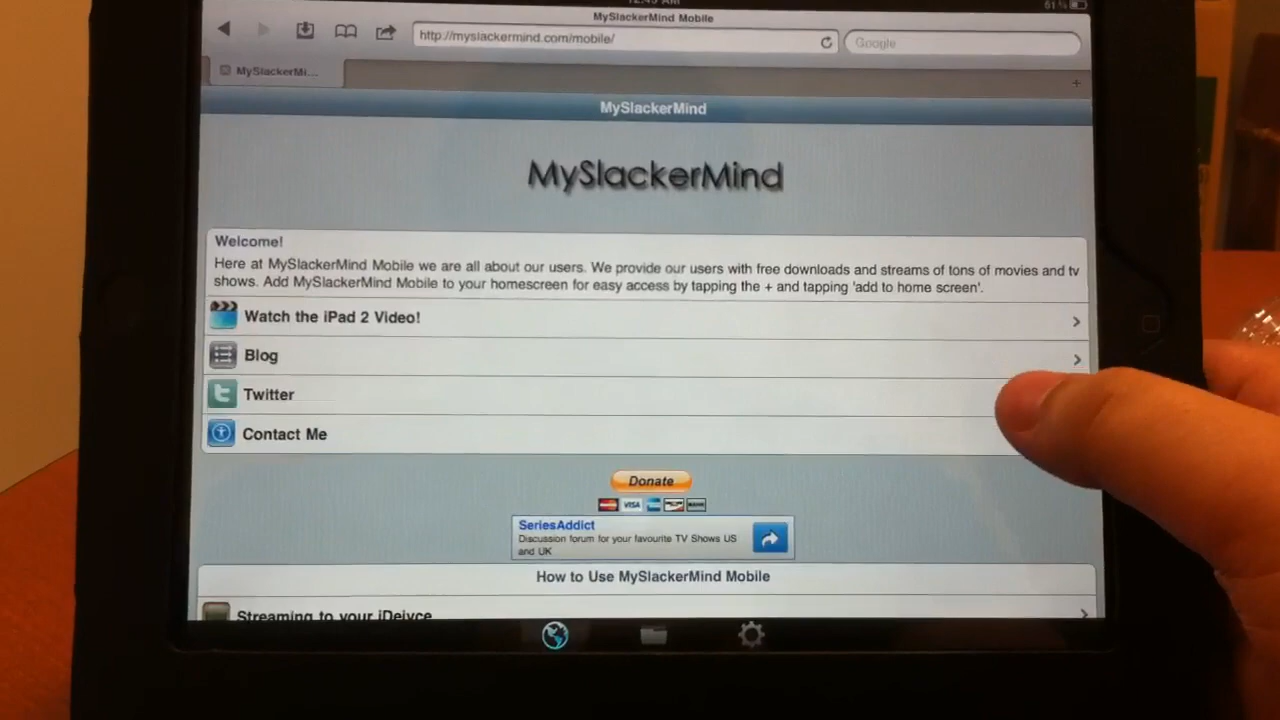 61%
MySlackerMind Mobile
http://myslackermind.com/mobile/
Google
MySlackerMi...
MySlackerMind
MySlackerMind
Welcome!
Here at MySlackerMind Mobile we are all about our users. We provide our users with free downloads and streams of tons of movies and tv
shows. Add MySlackerMind Mobile to your homescreen for easy access by tapping the + and tapping 'add to home screen'.
Watch the iPad 2 Video!
Blog
Twitter
Contact Me
Donate
VISA
SeriesAddict
Discussion forum for your favourite TV Shows US
and UK
How to Use MySlackerMind Mobile
Streaming to your iDeivce